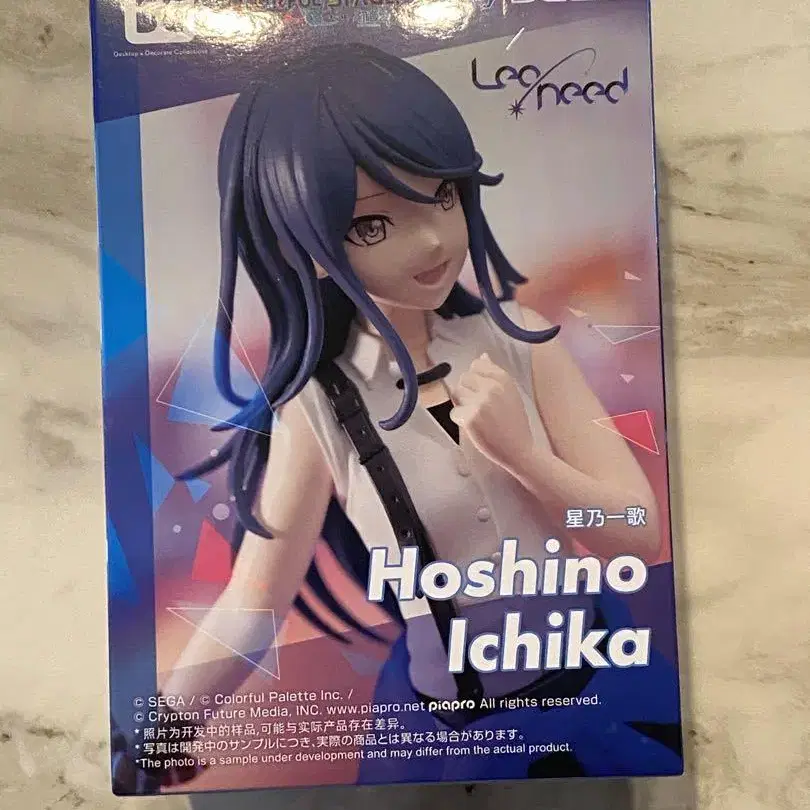 Desktop × Decorate Collections
Leo/need
星乃一歌
Hoshino
Ichika
© SEGA / © Colorful Palette Inc. /
© Crypton Future Media, INC. www.piapro.net piapro All rights reserved.
* 照片为开发中的样品,可能与实际产品存在差异。
* 写真は開発中のサンプルにつき、実際の商品とは異なる場合があります。
*The photo is a sample under development and may differ from the actual product.